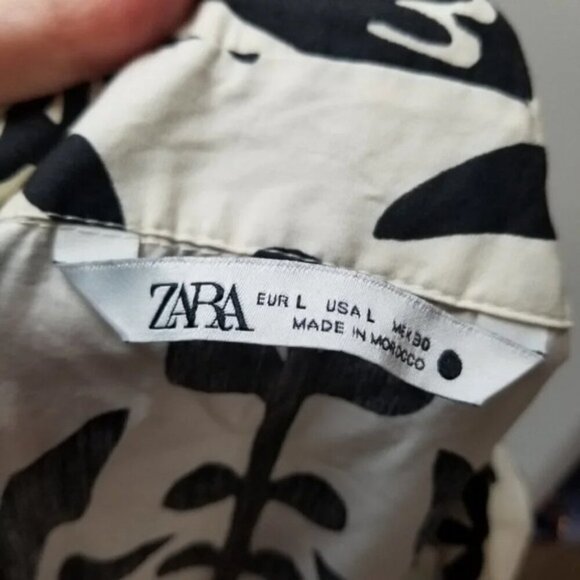 ZARA
EUR L USA L MEX 30
MADE IN MOROCCO